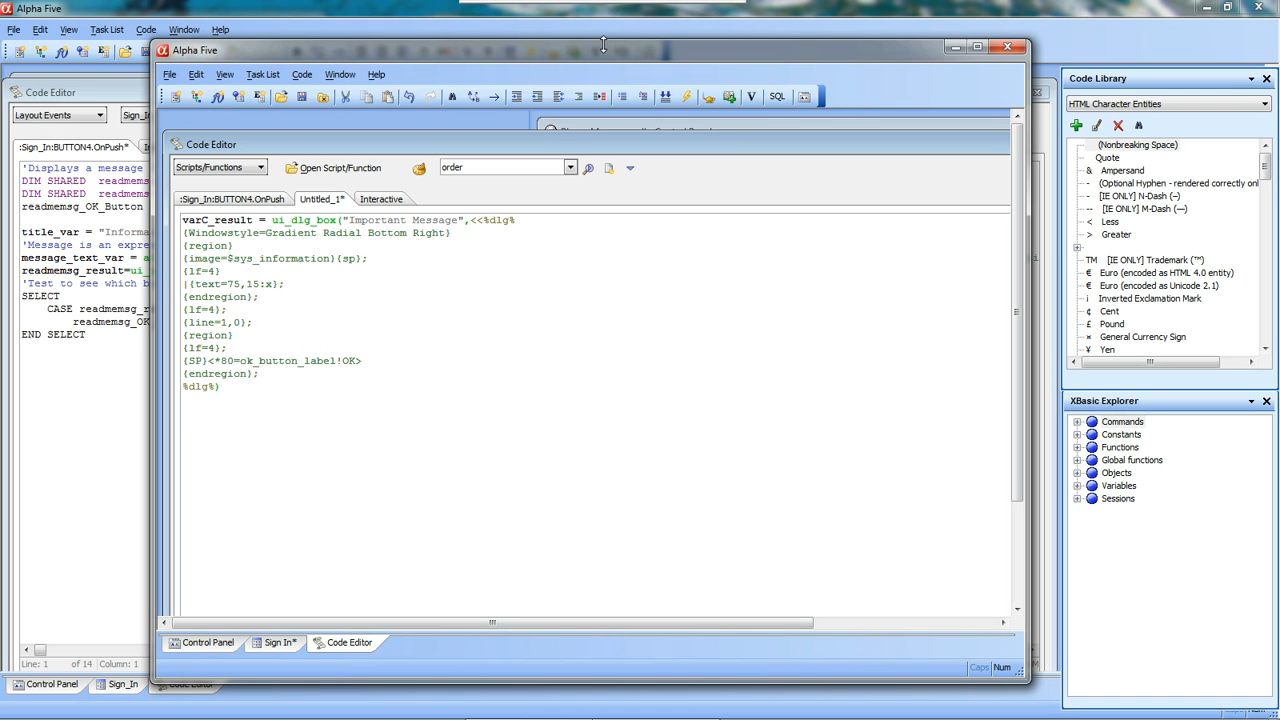 Alpha Five
File Edit View Task List Code Window Help
Code Editor
Layout Events
Sign_In
:Sign_In:BUTTON4.OnPush*
'Displays a message
DIM SHARED readmemsg
DIM SHARED readmemsg
readmemsg_OK_Button
title_var = "Informa
'Message is an expre
message_text_var = a
readmemsg_result=ui_
'Test to see which b
SELECT
CASE readmemsg_r
readmemsg_OK
END SELECT
Line: 1 of 14 Column: 1
Control Panel Sign_In
Alpha Five
File Edit View Task List Code Window Help
V SQL
Code Editor
Scripts/Functions Open Script/Function order
:Sign_In:BUTTON4.OnPush Untitled_1* Interactive
varC_result = ui_dlg_box("Important Message",<<%dlg%
{Windowstyle=Gradient Radial Bottom Right}
{region}
{image=$sys_information}{sp};
{lf=4}
|{text=75,15:x};
{endregion};
{lf=4};
{line=1,0};
{region}
{lf=4};
{SP}<*80=ok_button_label!OK>
{endregion};
%dlg%)
Control Panel Sign In* Code Editor
Caps Num
Code Library
HTML Character Entities
(Nonbreaking Space)
" Quote
& Ampersand
- (Optional Hyphen - rendered correctly onl
– [IE ONLY] N-Dash (–)
— [IE ONLY] M-Dash (—)
< Less
> Greater
TM [IE ONLY] Trademark (™)
€ Euro (encoded as HTML 4.0 entity)
€ Euro (encoded as Unicode 2.1)
¡ Inverted Exclamation Mark
¢ Cent
£ Pound
¤ General Currency Sign
¥ Yen
XBasic Explorer
Commands
Constants
Functions
Global functions
Objects
Variables
Sessions